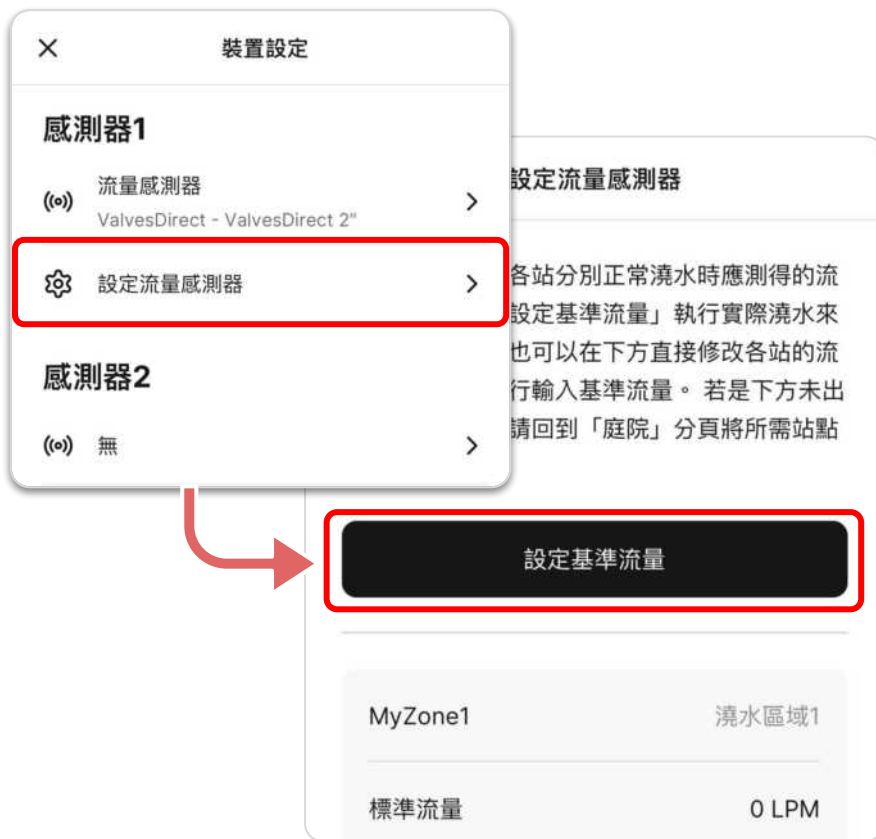 裝置設定
感測器1
流量感測器
ValvesDirect - ValvesDirect 2"
設定流量感測器
感測器2
無
設定流量感測器
各站分別正常澆水時應測得的流
設定基準流量」執行實際澆水來
也可以在下方直接修改各站的流
行輸入基準流量。 若是下方未出
請回到「庭院」分頁將所需站點
設定基準流量
MyZone1 澆水區域1
標準流量 0 LPM